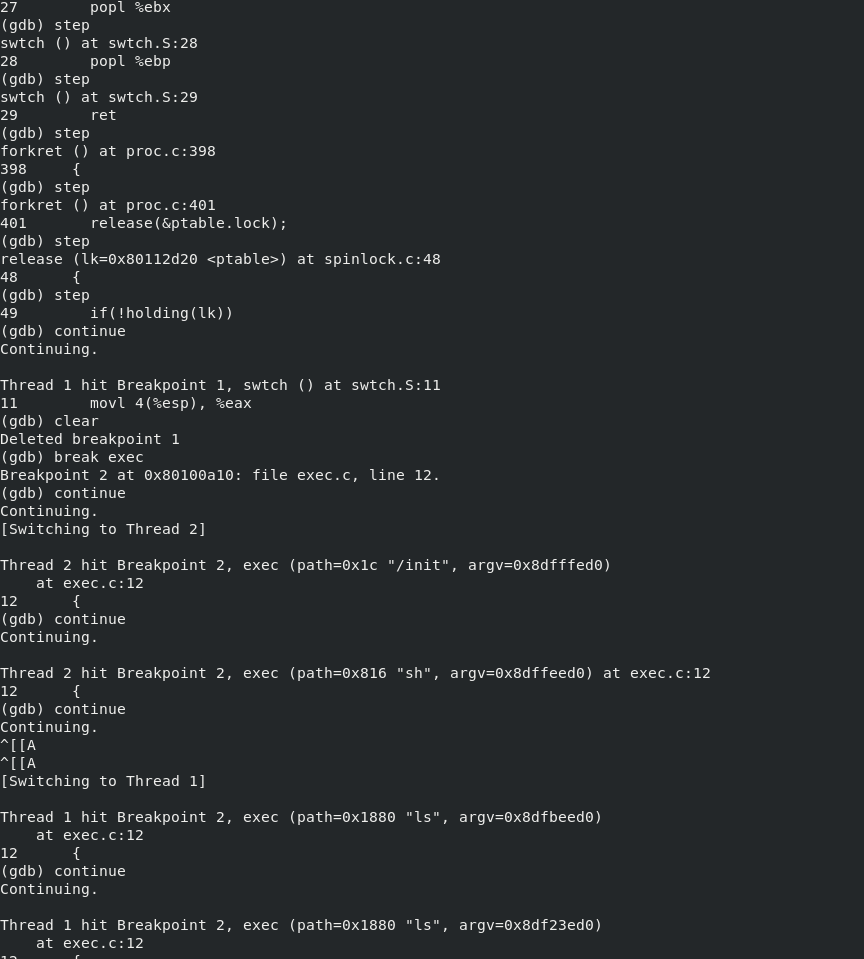 27        popl %ebx
(gdb) step
swtch () at swtch.S:28
28        popl %ebp
(gdb) step
swtch () at swtch.S:29
29        ret
(gdb) step
forkret () at proc.c:398
398     {
(gdb) step
forkret () at proc.c:401
401       release(&ptable.lock);
(gdb) step
release (lk=0x80112d20 <ptable>) at spinlock.c:48
48      {
(gdb) step
49        if(!holding(lk))
(gdb) continue
Continuing.

Thread 1 hit Breakpoint 1, swtch () at swtch.S:11
11        movl 4(%esp), %eax
(gdb) clear
Deleted breakpoint 1
(gdb) break exec
Breakpoint 2 at 0x80100a10: file exec.c, line 12.
(gdb) continue
Continuing.
[Switching to Thread 2]

Thread 2 hit Breakpoint 2, exec (path=0x1c "/init", argv=0x8dfffed0)
    at exec.c:12
12      {
(gdb) continue
Continuing.

Thread 2 hit Breakpoint 2, exec (path=0x816 "sh", argv=0x8dffeed0) at exec.c:12
12      {
(gdb) continue
Continuing.
^[[A
^[[A
[Switching to Thread 1]

Thread 1 hit Breakpoint 2, exec (path=0x1880 "ls", argv=0x8dfbeed0)
    at exec.c:12
12      {
(gdb) continue
Continuing.

Thread 1 hit Breakpoint 2, exec (path=0x1880 "ls", argv=0x8df23ed0)
    at exec.c:12
12      {